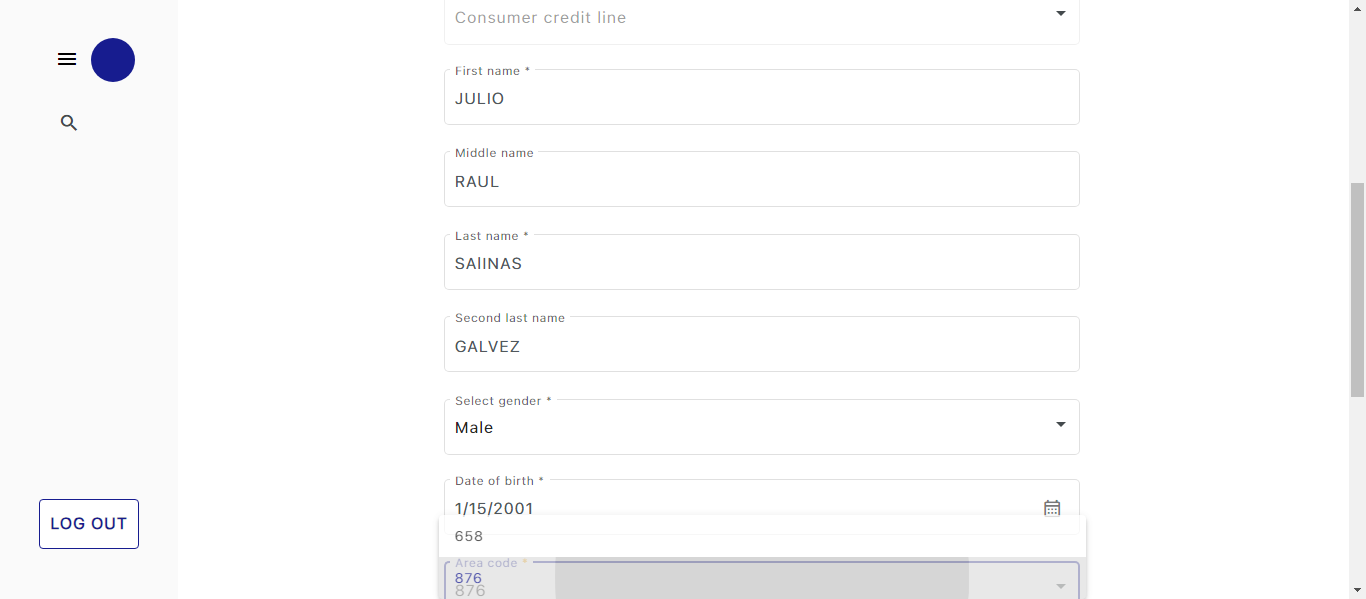 Consumer credit line
First name *
JULIO
Middle name
RAUL
Last name *
SAlINAS
Second last name
GALVEZ
Select gender *
Male
Date of birth *
1/15/2001
658
Area code *
876
876
LOG OUT